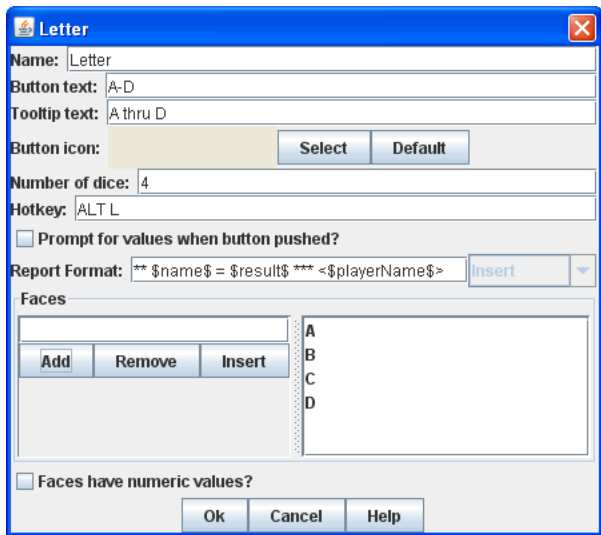 Letter
Name: Letter
Button text: A-D
Tooltip text: A thru D
Button icon: Select Default
Number of dice: 4
Hotkey: ALT L
Prompt for values when button pushed?
Report Format: ** $name$ = $result$ *** <$playerName$> Insert
Faces
Add Remove Insert
A
B
C
D
Faces have numeric values?
Ok Cancel Help